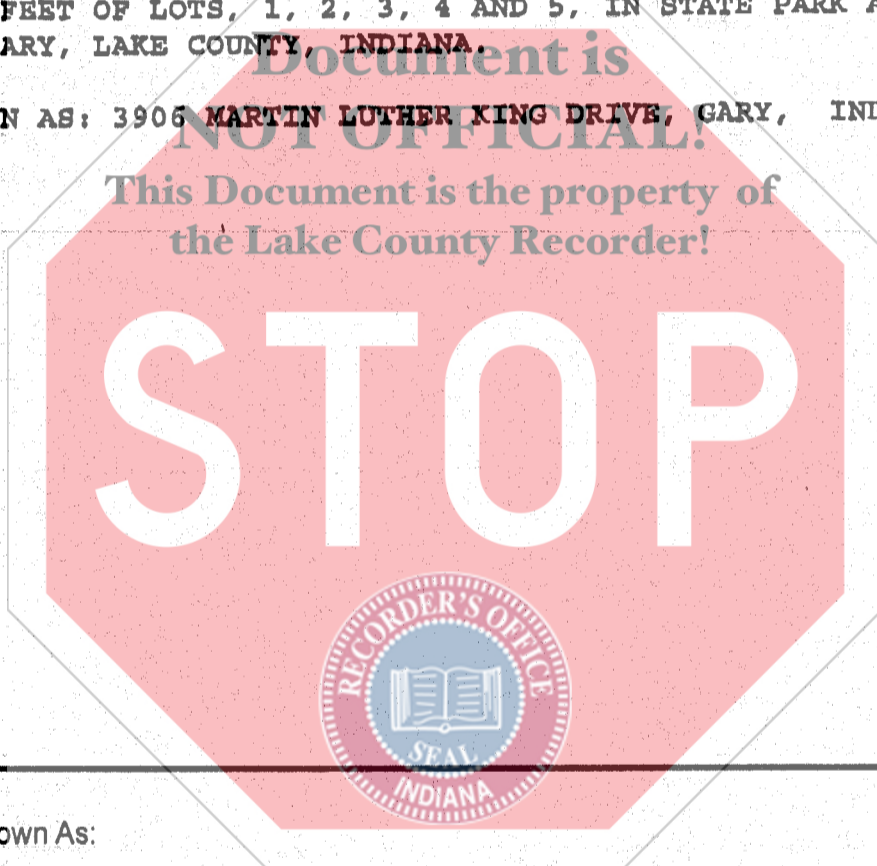 FEET OF LOTS, 1, 2, 3, 4 AND 5, IN STATE PARK A
ARY, LAKE COUNTY, INDIANA.
Document is
N AS: 3906 MARTIN LUTHER KING DRIVE, GARY, IND
NOT OFFICIAL!
This Document is the property of
the Lake County Recorder!
STOP
RECORDER'S OFFICE
SEAL
INDIANA
own As: